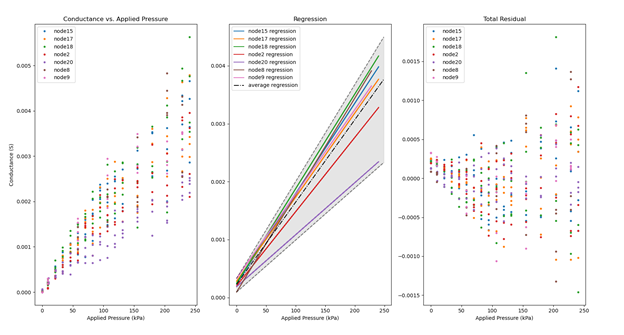 Conductance vs. Applied Pressure
node15
node17
node18
node2
node20
node8
node9
0.005
0.004
0.003
0.002
0.001
0.000
Conductance (S)
0
50
100
150
200
250
Applied Pressure (kPa)
Regression
node15 regression
node17 regression
node18 regression
node2 regression
node20 regression
node8 regression
node9 regression
average regression
0.004
0.003
0.002
0.001
0.000
0
50
100
150
200
250
Applied Pressure (kPa)
Total Residual
node15
node17
node18
node2
node20
node8
node9
0.0015
0.0010
0.0005
0.0000
−0.0005
−0.0010
−0.0015
0
50
100
150
200
250
Applied Pressure (kPa)